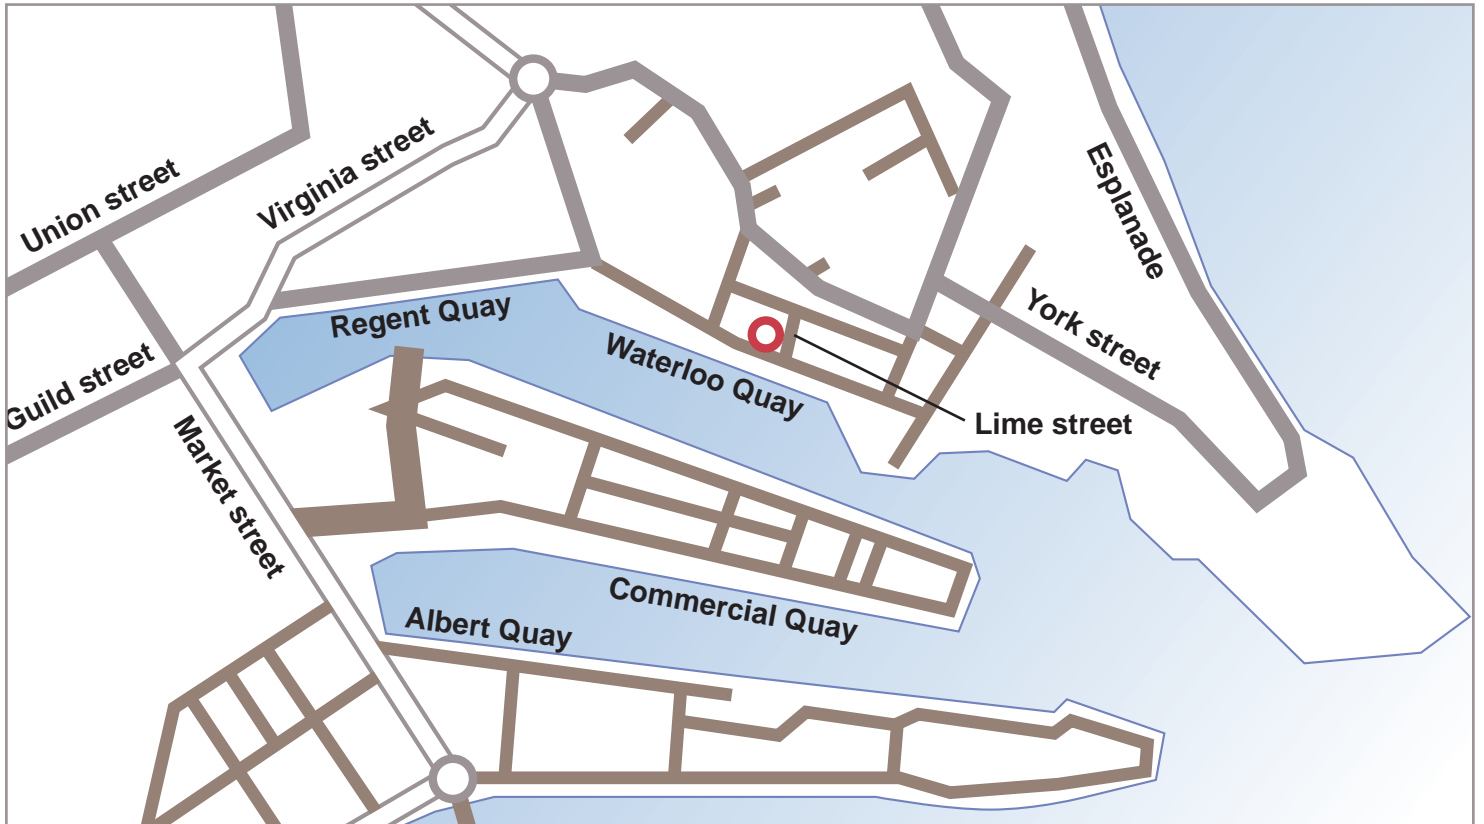 Union street
Virginia street
Esplanade
Regent Quay
York street
Waterloo Quay
Guild street
Lime street
Market street
Commercial Quay
Albert Quay